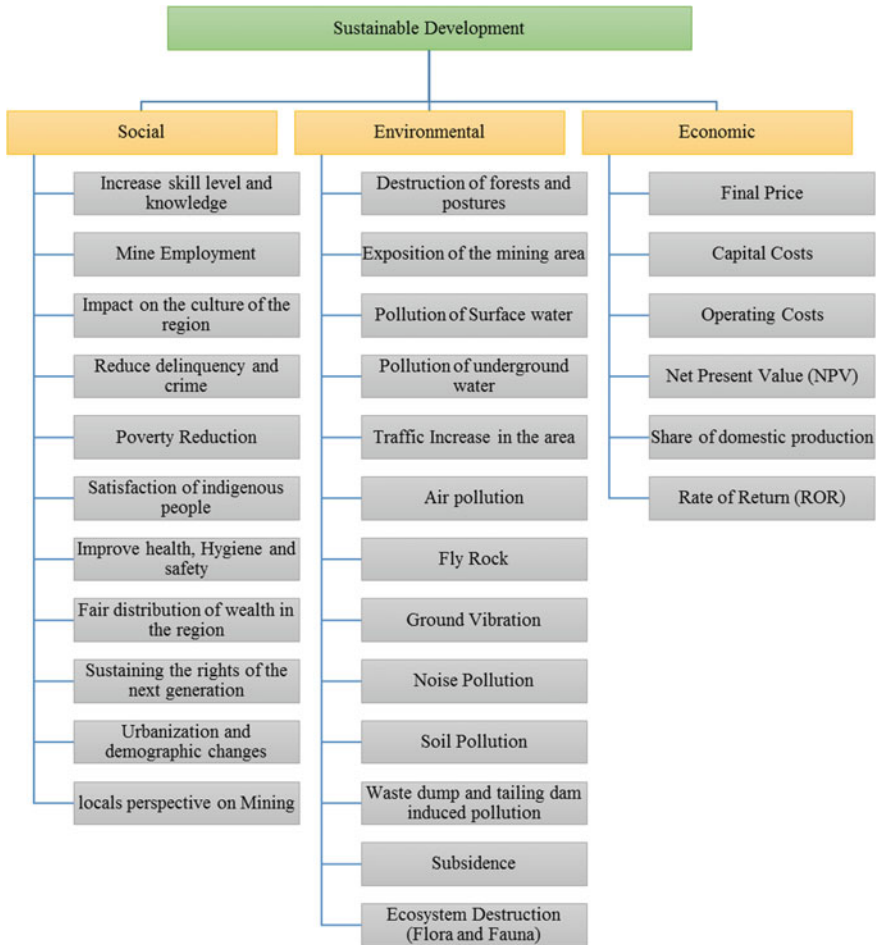 Sustainable Development
Social
Increase skill level and
knowledge
Mine Employment
Impact on the culture of the
region
Reduce delinquency and
crime
Poverty Reduction
Satisfaction of indigenous
people
Improve health, Hygiene and
safety
Fair distribution of wealth in
the region
Sustaining the rights of the
next generation
Urbanization and
demographic changes
locals perspective on Mining
Environmental
Destruction of forests and
postures
Exposition of the mining area
Pollution of Surface water
Pollution of underground
water
Traffic Increase in the area
Air pollution
Fly Rock
Ground Vibration
Noise Pollution
Soil Pollution
Waste dump and tailing dam
induced pollution
Subsidence
Ecosystem Destruction
(Flora and Fauna)
Economic
Final Price
Capital Costs
Operating Costs
Net Present Value (NPV)
Share of domestic production
Rate of Return (ROR)